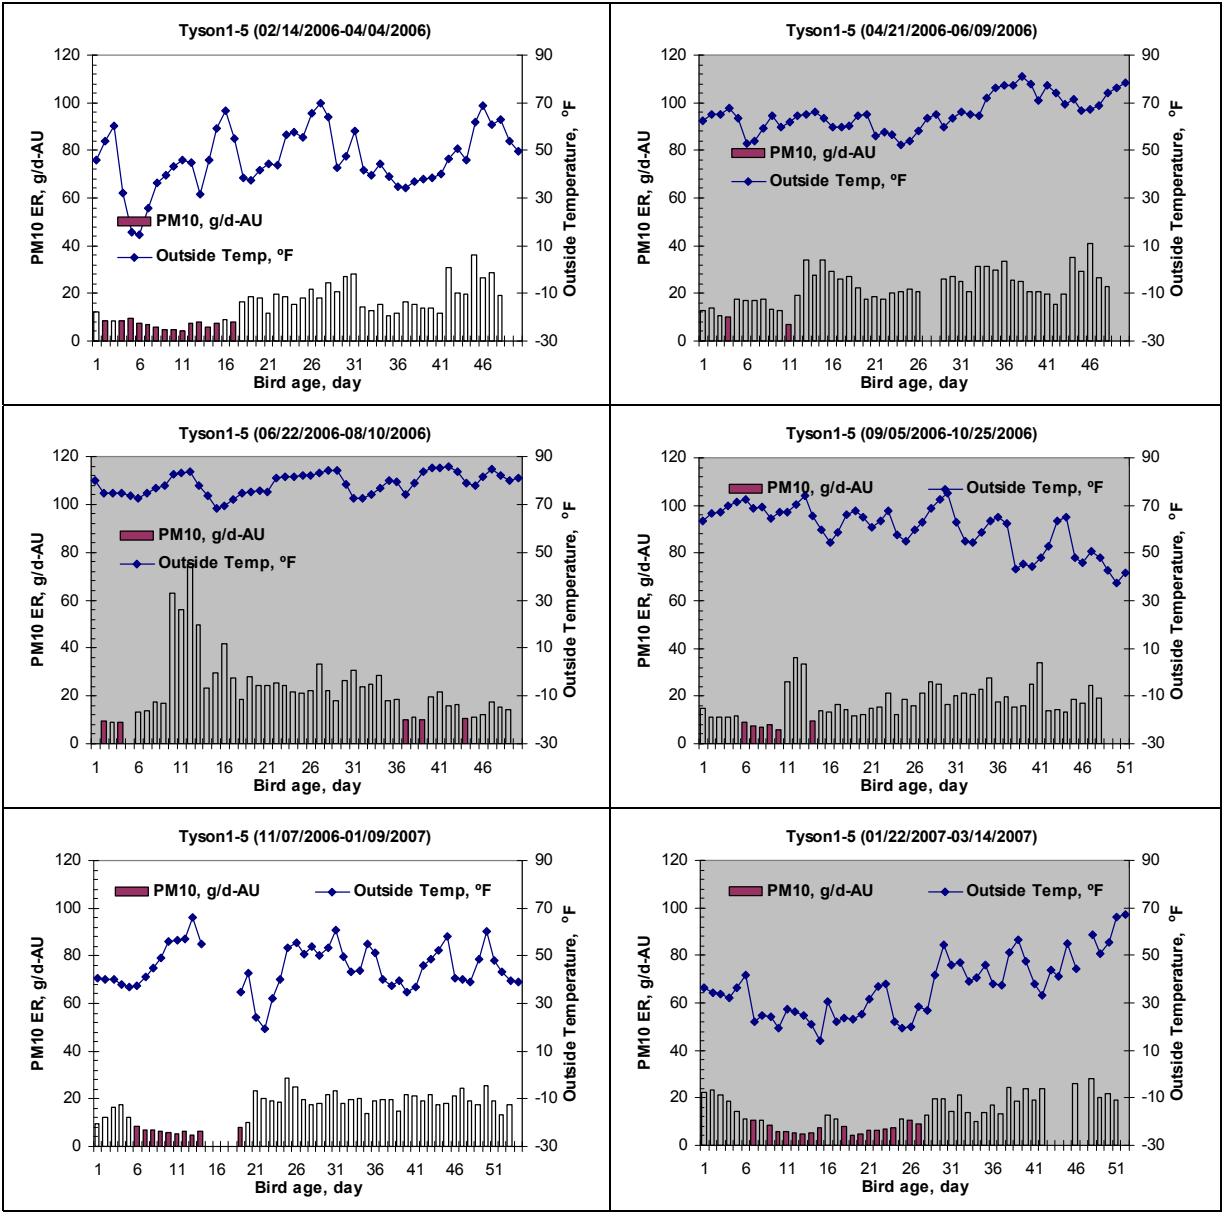 Tyson1-5 (02/14/2006-04/04/2006)
120
100
80
60
40
20
0
PM10 ER, g/d-AU
90
70
50
30
10
-10
-30
Outside Temperature, ºF
PM10, g/d-AU
Outside Temp, ºF
1 6 11 16 21 26 31 36 41 46
Bird age, day
Tyson1-5 (04/21/2006-06/09/2006)
120
100
80
60
40
20
0
PM10 ER, g/d-AU
90
70
50
30
10
-10
-30
Outside Temperature, ºF
PM10, g/d-AU
Outside Temp, ºF
1 6 11 16 21 26 31 36 41 46 51
Bird age, day
Tyson1-5 (06/22/2006-08/10/2006)
120
100
80
60
40
20
0
PM10 ER, g/d-AU
90
70
50
30
10
-10
-30
Outside Temperature, ºF
PM10, g/d-AU
Outside Temp, ºF
1 6 11 16 21 26 31 36 41 46
Bird age, day
Tyson1-5 (09/05/2006-10/25/2006)
120
100
80
60
40
20
0
PM10 ER, g/d-AU
90
70
50
30
10
-10
-30
Outside Temperature, ºF
PM10, g/d-AU
Outside Temp, ºF
1 6 11 16 21 26 31 36 41 46 51
Bird age, day
Tyson1-5 (11/07/2006-01/09/2007)
120
100
80
60
40
20
0
PM10 ER, g/d-AU
90
70
50
30
10
-10
-30
Outside Temperature, ºF
PM10, g/d-AU
Outside Temp, ºF
1 6 11 16 21 26 31 36 41 46 51
Bird age, day
Tyson1-5 (01/22/2007-03/14/2007)
120
100
80
60
40
20
0
PM10 ER, g/d-AU
90
70
50
30
10
-10
-30
Outside Temperature, ºF
PM10, g/d-AU
Outside Temp, ºF
1 6 11 16 21 26 31 36 41 46 51
Bird age, day